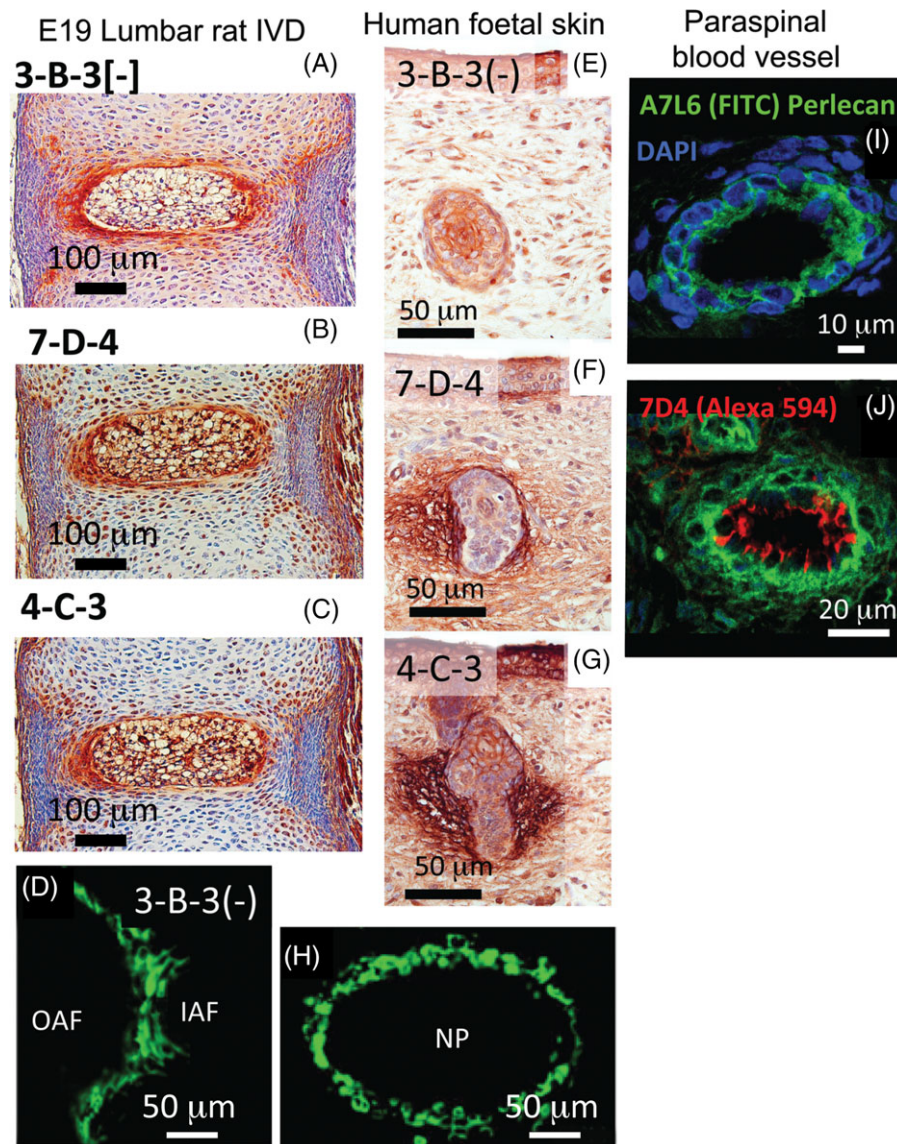 E19 Lumbar rat IVD
3-B-3[-]
(A)
100 μm
(B)
7-D-4
100 μm
4-C-3
(C)
100 μm
(D)
3-B-3(-)
OAF
IAF
50 μm
Human foetal skin
3-B-3(-)
(E)
50 μm
7-D-4
(F)
50 μm
4-C-3
(G)
50 μm
(H)
NP
50 μm
Paraspinal
blood vessel
A7L6 (FITC) Perlecan
DAPI
(I)
10 μm
7D4 (Alexa 594)
(J)
20 μm